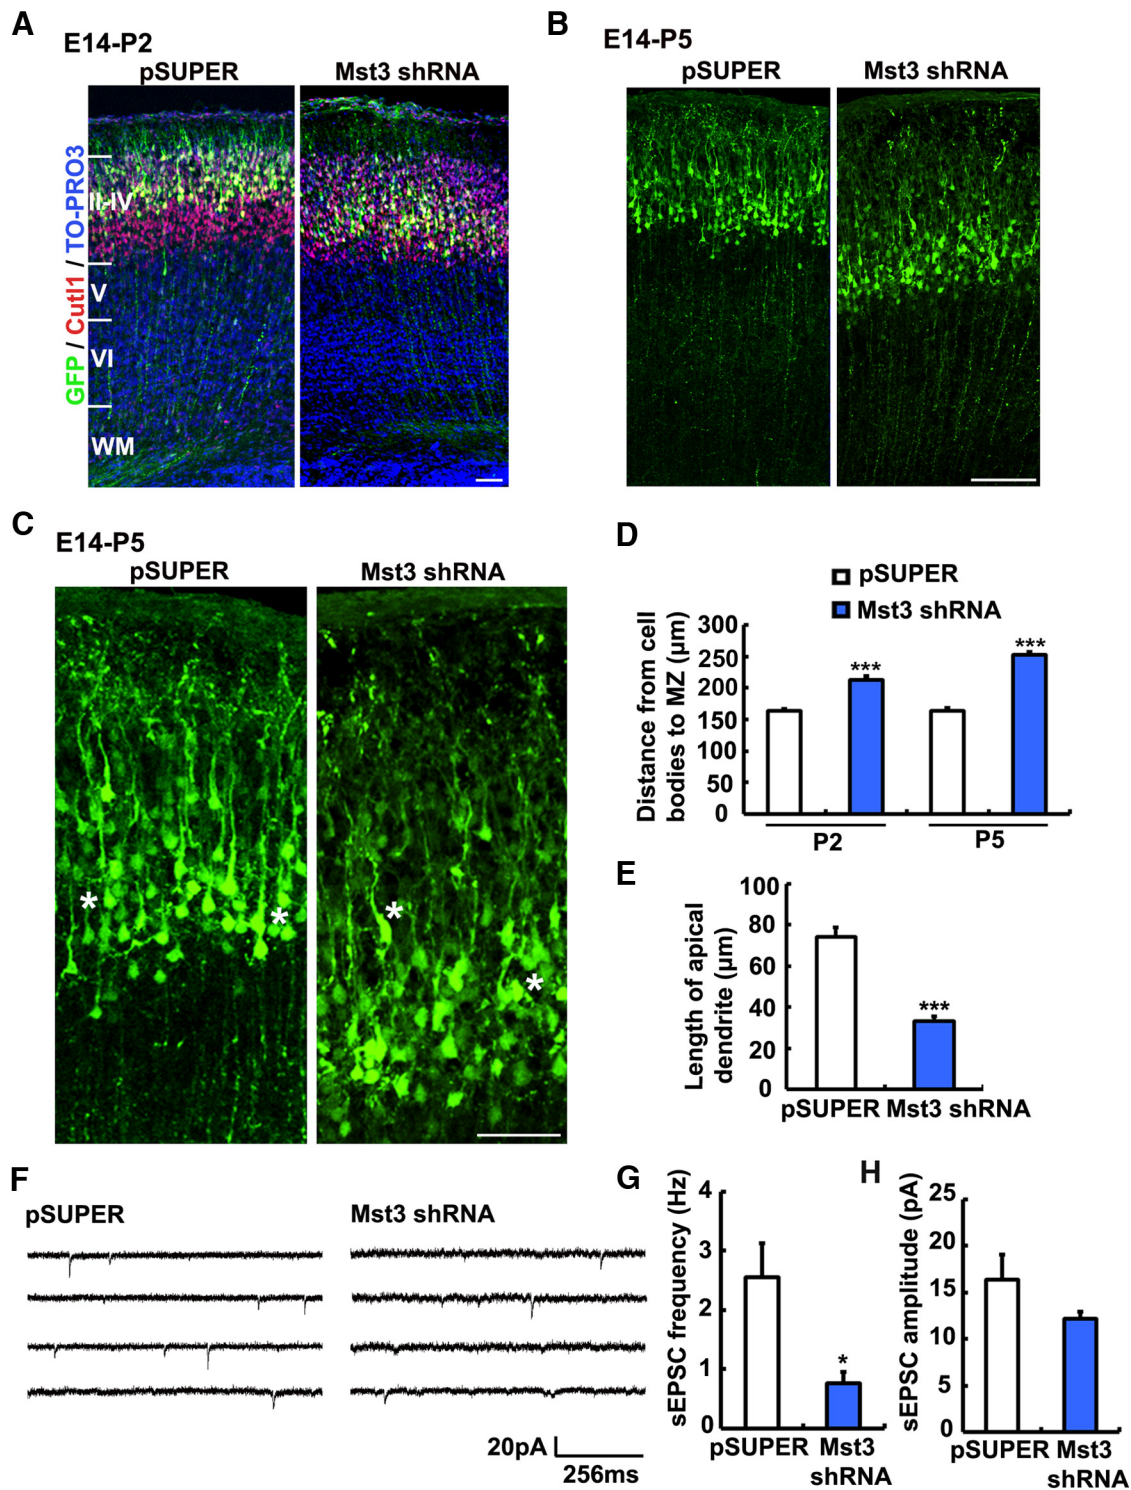 A
E14-P2
pSUPER
Mst3 shRNA
GFP / Cutl1 / TO-PRO3
II-IV
V
VI
WM
B
E14-P5
pSUPER
Mst3 shRNA
C
E14-P5
pSUPER
Mst3 shRNA
*
*
*
*
D
pSUPER
Mst3 shRNA
Distance from cell
bodies to MZ (µm)
300
250
200
150
100
50
0
***
***
P2
P5
E
Length of apical
dendrite (µm)
100
80
60
40
20
0
***
pSUPER Mst3 shRNA
F
pSUPER
Mst3 shRNA
20pA
256ms
G
sEPSC frequency (Hz)
4
3
2
1
0
*
pSUPER Mst3
shRNA
H
sEPSC amplitude (pA)
25
20
15
10
5
0
pSUPER Mst3
shRNA